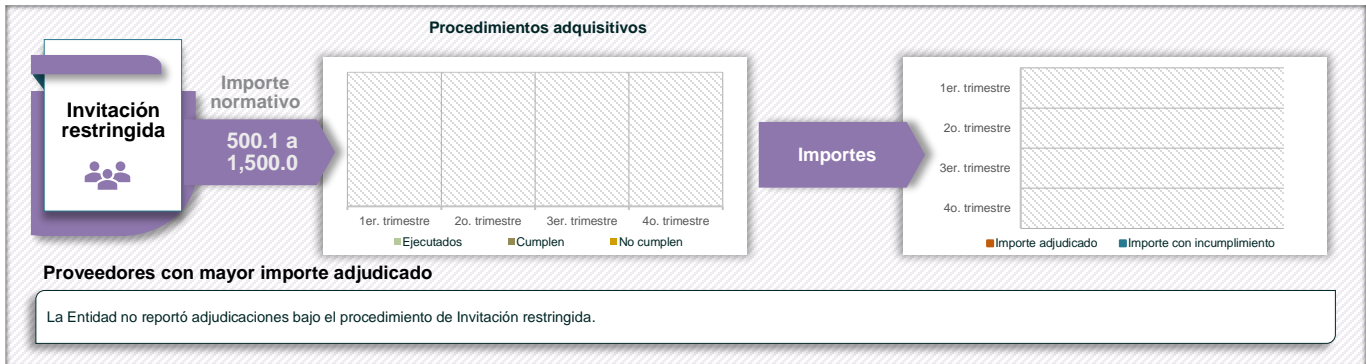 Procedimientos adquisitivos
Invitación
restringida
Importe
normativo
500.1 a
1,500.0
1er. trimestre
2o. trimestre
3er. trimestre
4o. trimestre
Ejecutados
Cumplen
No cumplen
Importes
1er. trimestre
2o. trimestre
3er. trimestre
4o. trimestre
Importe adjudicado
Importe con incumplimiento
Proveedores con mayor importe adjudicado
La Entidad no reportó adjudicaciones bajo el procedimiento de Invitación restringida.